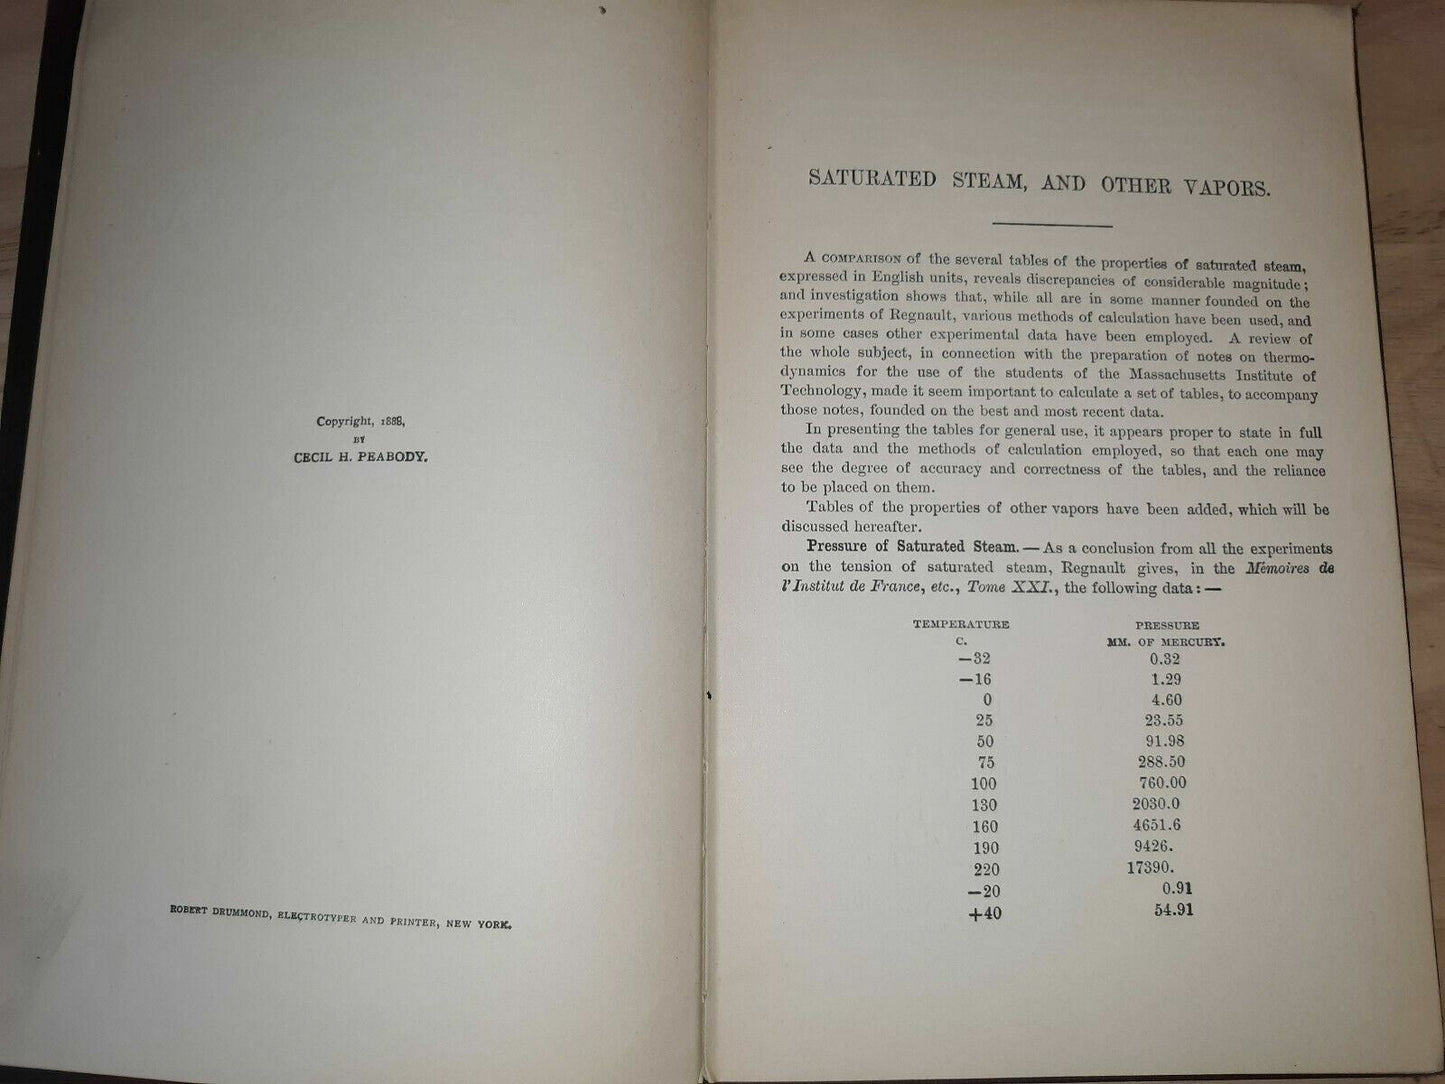 Copyright, 1888,
BY
CECIL H. PEABODY.
ROBERT DRUMMOND, ELECTROTYPER AND PRINTER, NEW YORK.
SATURATED STEAM, AND OTHER VAPORS.
A COMPARISON of the several tables of the properties of saturated steam,
expressed in English units, reveals discrepancies of considerable magnitude;
and investigation shows that, while all are in some manner founded on the
experiments of Regnault, various methods of calculation have been used, and
in some cases other experimental data have been employed. A review of
the whole subject, in connection with the preparation of notes on thermo-
dynamics for the use of the students of the Massachusetts Institute of
Technology, made it seem important to calculate a set of tables, to accompany
those notes, founded on the best and most recent data.
In presenting the tables for general use, it appears proper to state in full
the data and the methods of calculation employed, so that each one may
see the degree of accuracy and correctness of the tables, and the reliance
to be placed on them.
Tables of the properties of other vapors have been added, which will be
discussed hereafter.
Pressure of Saturated Steam. — As a conclusion from all the experiments
on the tension of saturated steam, Regnault gives, in the Mémoires de
l'Institut de France, etc., Tome XXI., the following data: —
TEMPERATURE PRESSURE
C. MM. OF MERCURY.
—32 0.32
—16 1.29
0 4.60
25 23.55
50 91.98
75 288.50
100 760.00
130 2030.0
160 4651.6
190 9426.
220 17390.
—20 0.91
+40 54.91